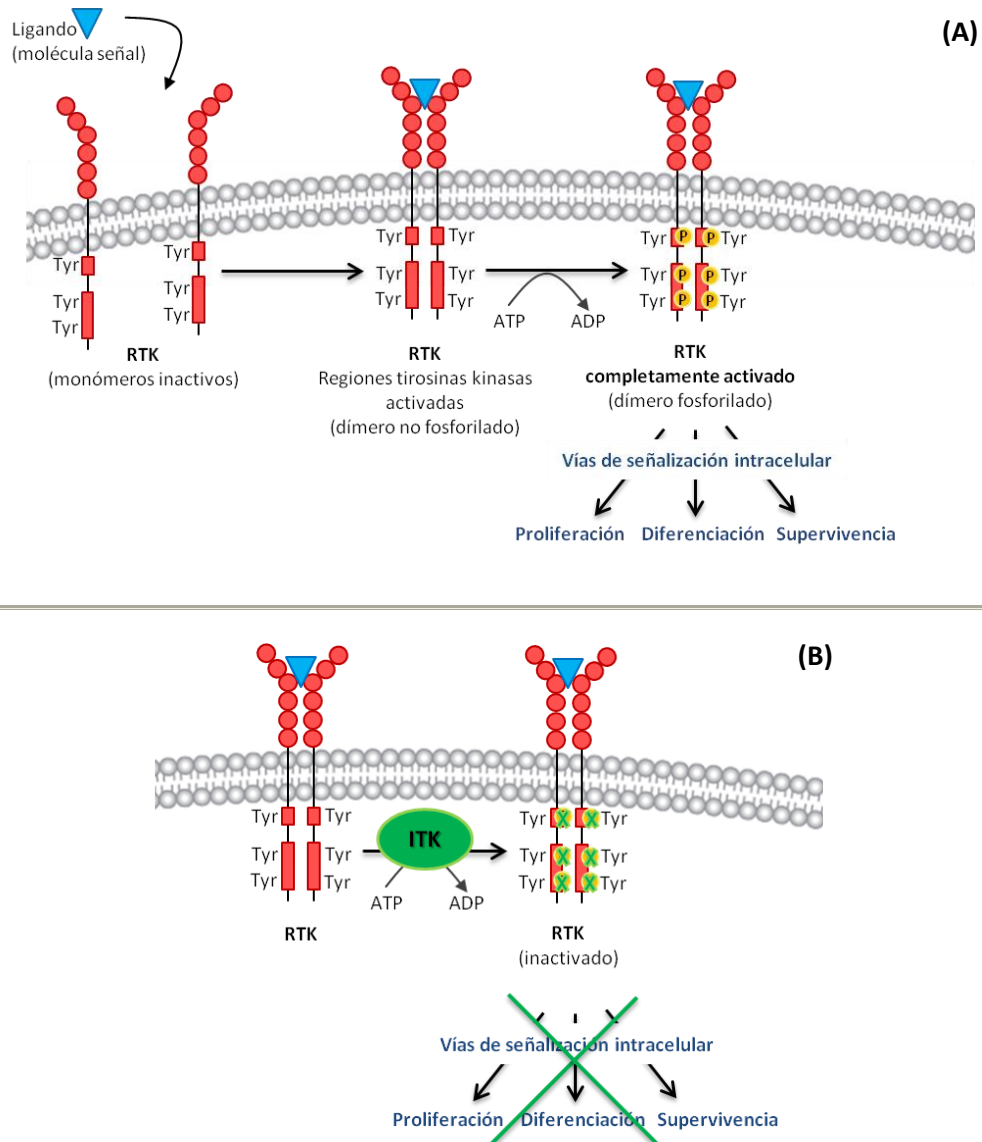 Ligando
(molécula señal)
(A)
Tyr
Tyr
Tyr
Tyr
Tyr
Tyr
RTK
(monómeros inactivos)
Tyr Tyr
Tyr Tyr
Tyr Tyr
RTK
Regiones tirosinas kinasas
activadas
(dímero no fosforilado)
ATP ADP
Tyr P P Tyr
Tyr P P Tyr
Tyr P P Tyr
RTK
completamente activado
(dímero fosforilado)
Vías de señalización intracelular
Proliferación Diferenciación Supervivencia
(B)
Tyr Tyr
Tyr Tyr
Tyr Tyr
RTK
ITK
ATP ADP
Tyr X X Tyr
Tyr X X Tyr
Tyr X X Tyr
RTK
(inactivado)
Vías de señalización intracelular
Proliferación Diferenciación Supervivencia